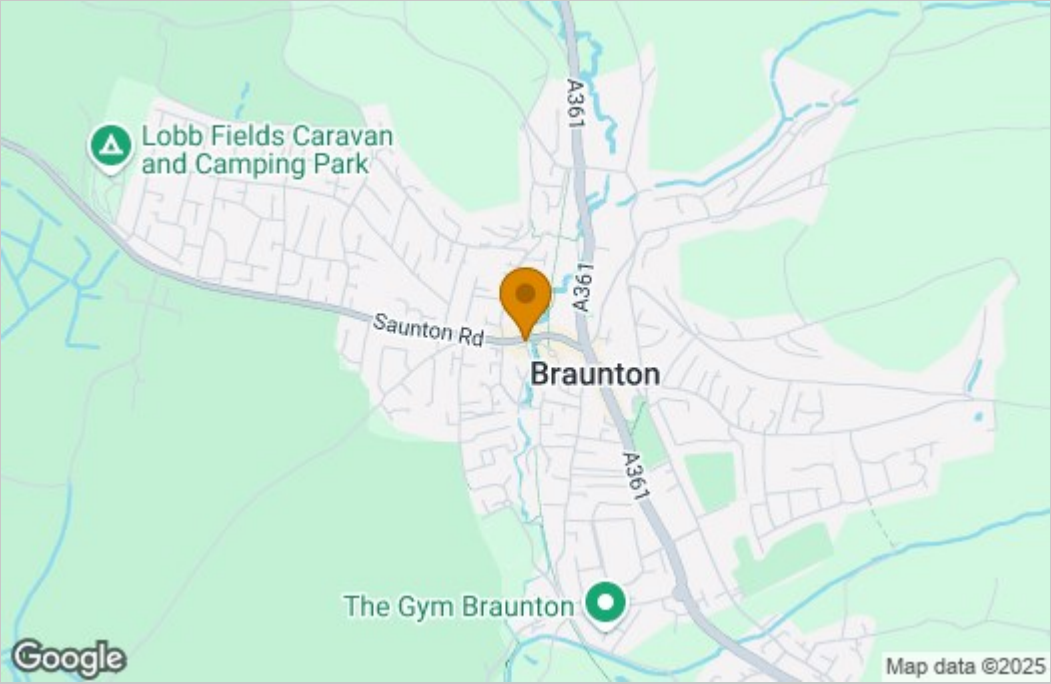 A361
Lobb Fields Caravan
and Camping Park
A361
Saunton Rd
Braunton
A361
The Gym Braunton
Google
Map data ©2025